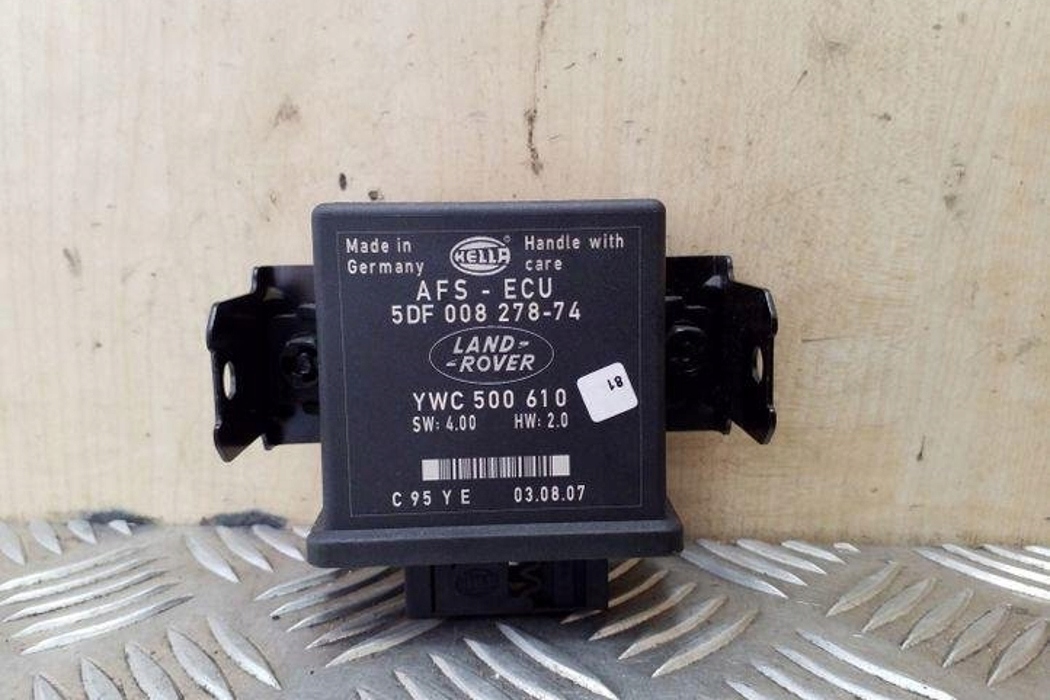 Made in HELLA © Handle with
Germany care
AFS - ECU
5DF 008 278-74
LAND-
-ROVER
YWC 500 610
81
SW: 4.00 HW: 2.0
C 95 Y E 03.08.07